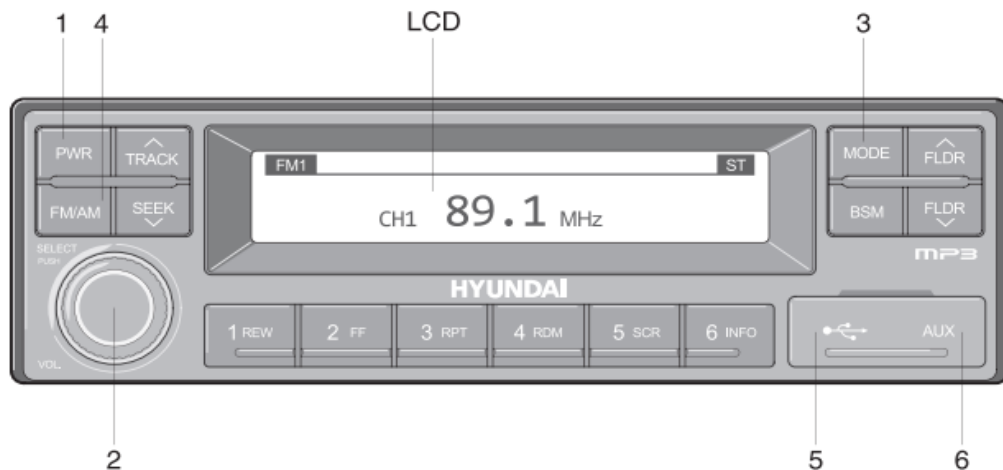 1 4 LCD 3
PWR
TRACK
FM/AM
SEEK
FM1 ST
CH1 89.1 MHz
MODE
FLDR
BSM
FLDR
SELECT
PUSH
VOL.
HYUNDAI
MP3
1 REW 2 FF 3 RPT 4 RDM 5 SCR 6 INFO
AUX
2 5 6